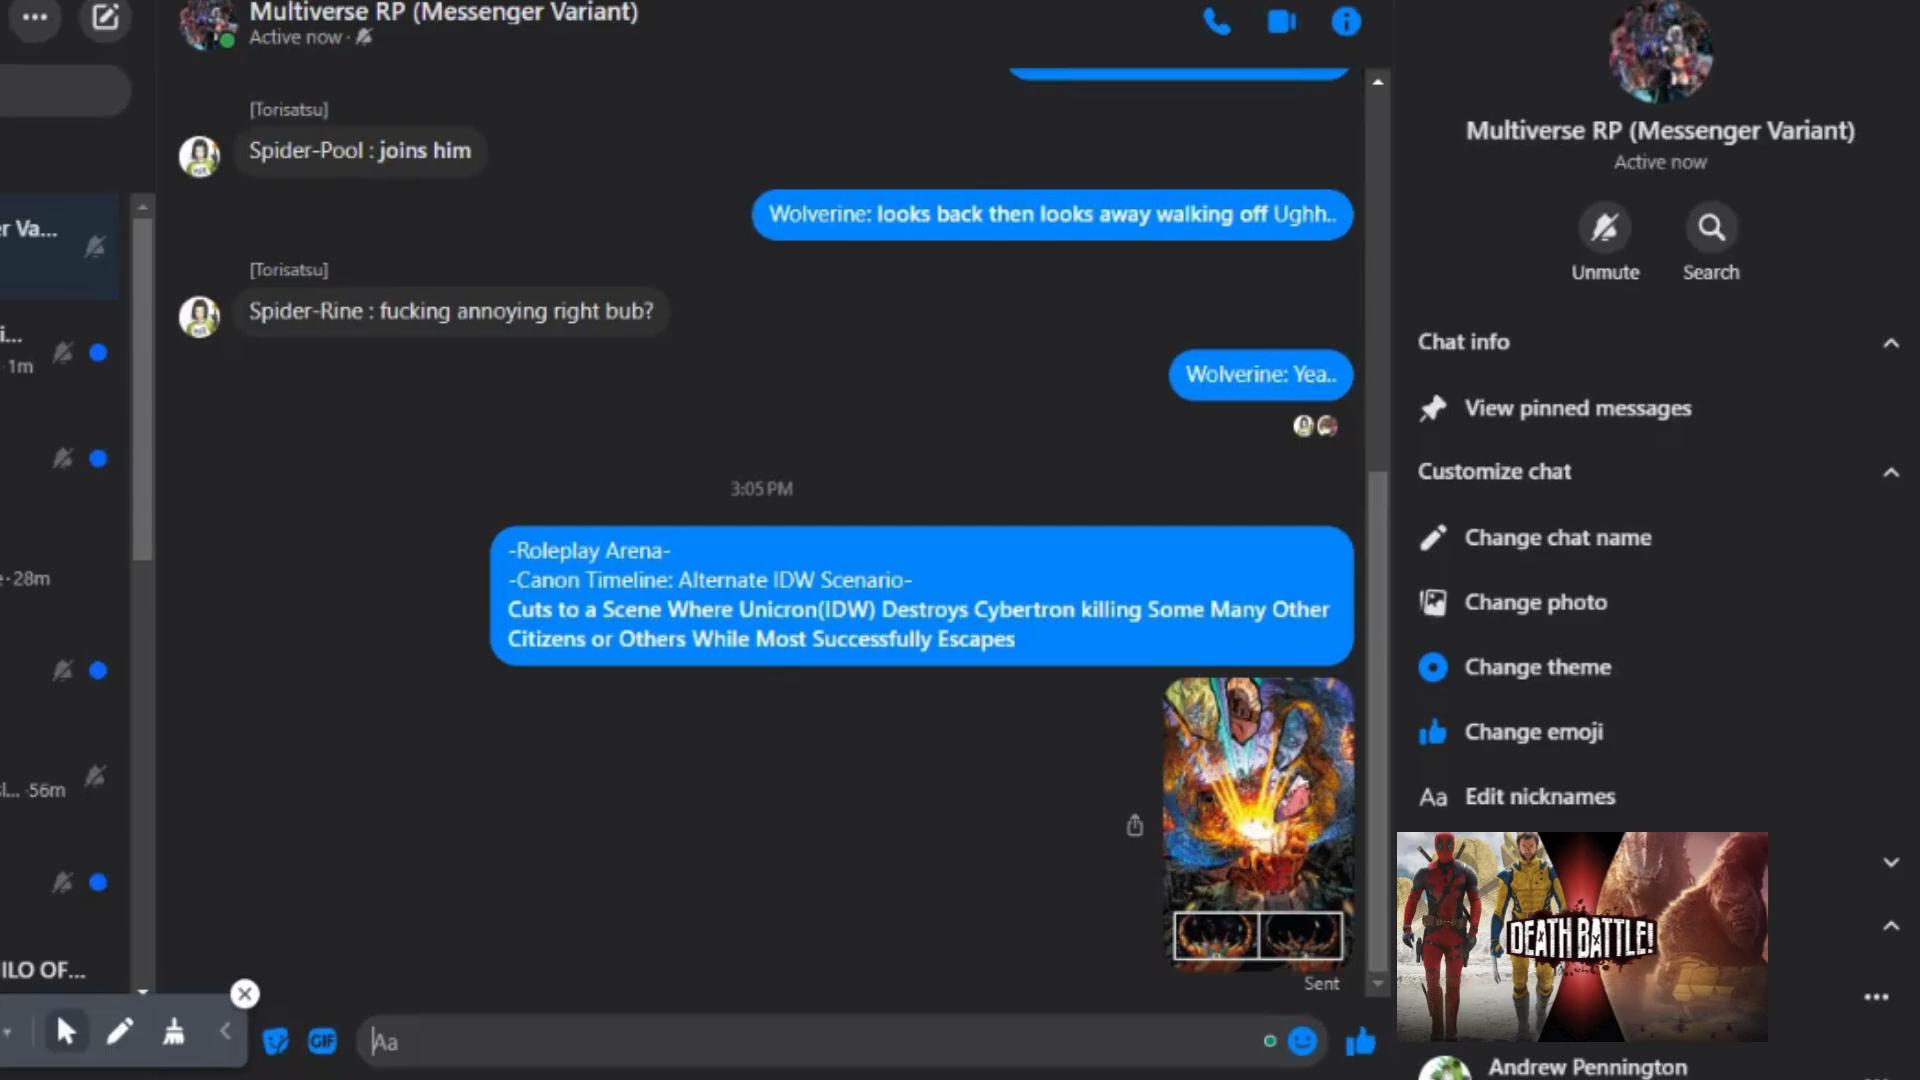 Multiverse RP (Messenger Variant)
Active now ·
r Va...
i...
· 1m
· 28m
· 56m
ILO OF...
[Torisatsu]
Spider-Pool : joins him
Wolverine: looks back then looks away walking off Ughh..
[Torisatsu]
Spider-Rine : fucking annoying right bub?
Wolverine: Yea..
3:05 PM
-Roleplay Arena-
-Canon Timeline: Alternate IDW Scenario-
Cuts to a Scene Where Unicron(IDW) Destroys Cybertron killing Some Many Other
Citizens or Others While Most Successfully Escapes
Sent
GIF
Aa
Multiverse RP (Messenger Variant)
Active now
Unmute
Search
Chat info
View pinned messages
Customize chat
Change chat name
Change photo
Change theme
Change emoji
Aa Edit nicknames
DEATH BATTLE!
Andrew Pennington